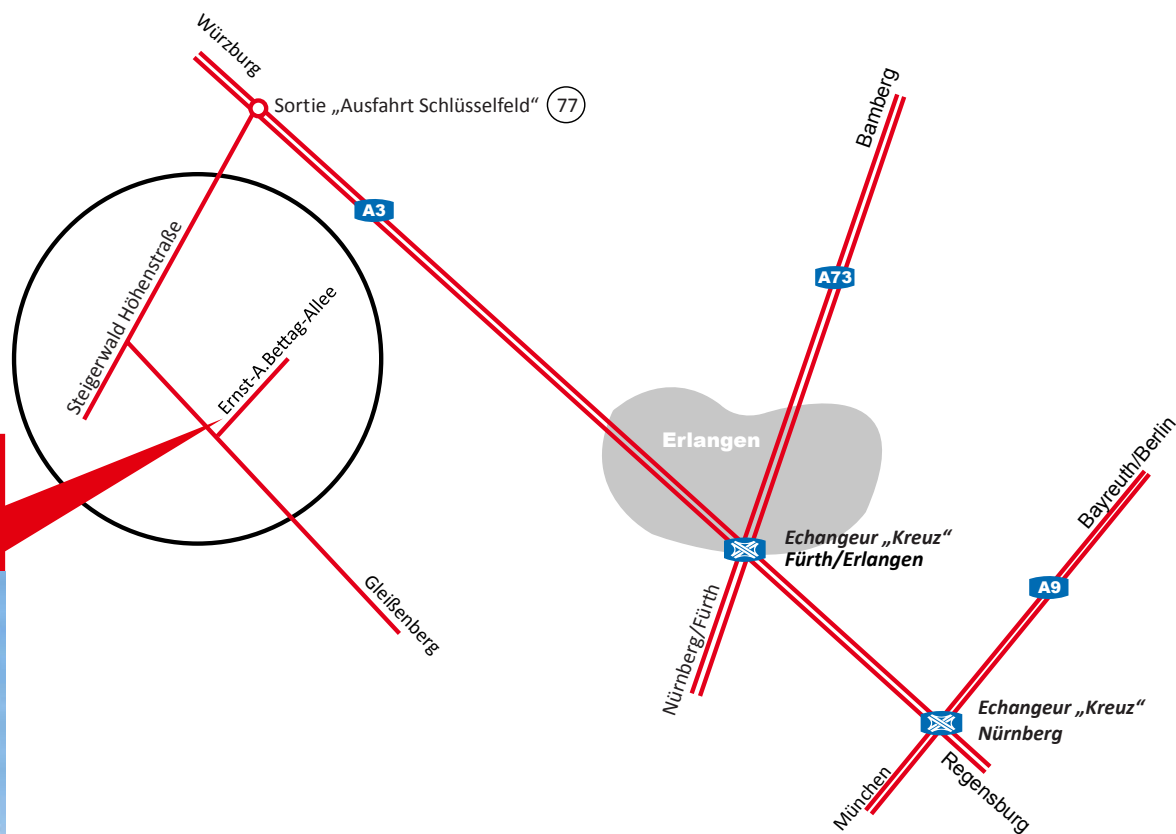 Würzburg
Sortie „Ausfahrt Schlüsselfeld“ 77
Bamberg
A3
Steigerwald Höhenstraße
A73
Ernst-A.Bettag-Allee
Erlangen
Bayreuth/Berlin
Echangeur „Kreuz“
Fürth/Erlangen
A9
Gleißenberg
Nürnberg/Fürth
Echangeur „Kreuz“
Nürnberg
München
Regensburg